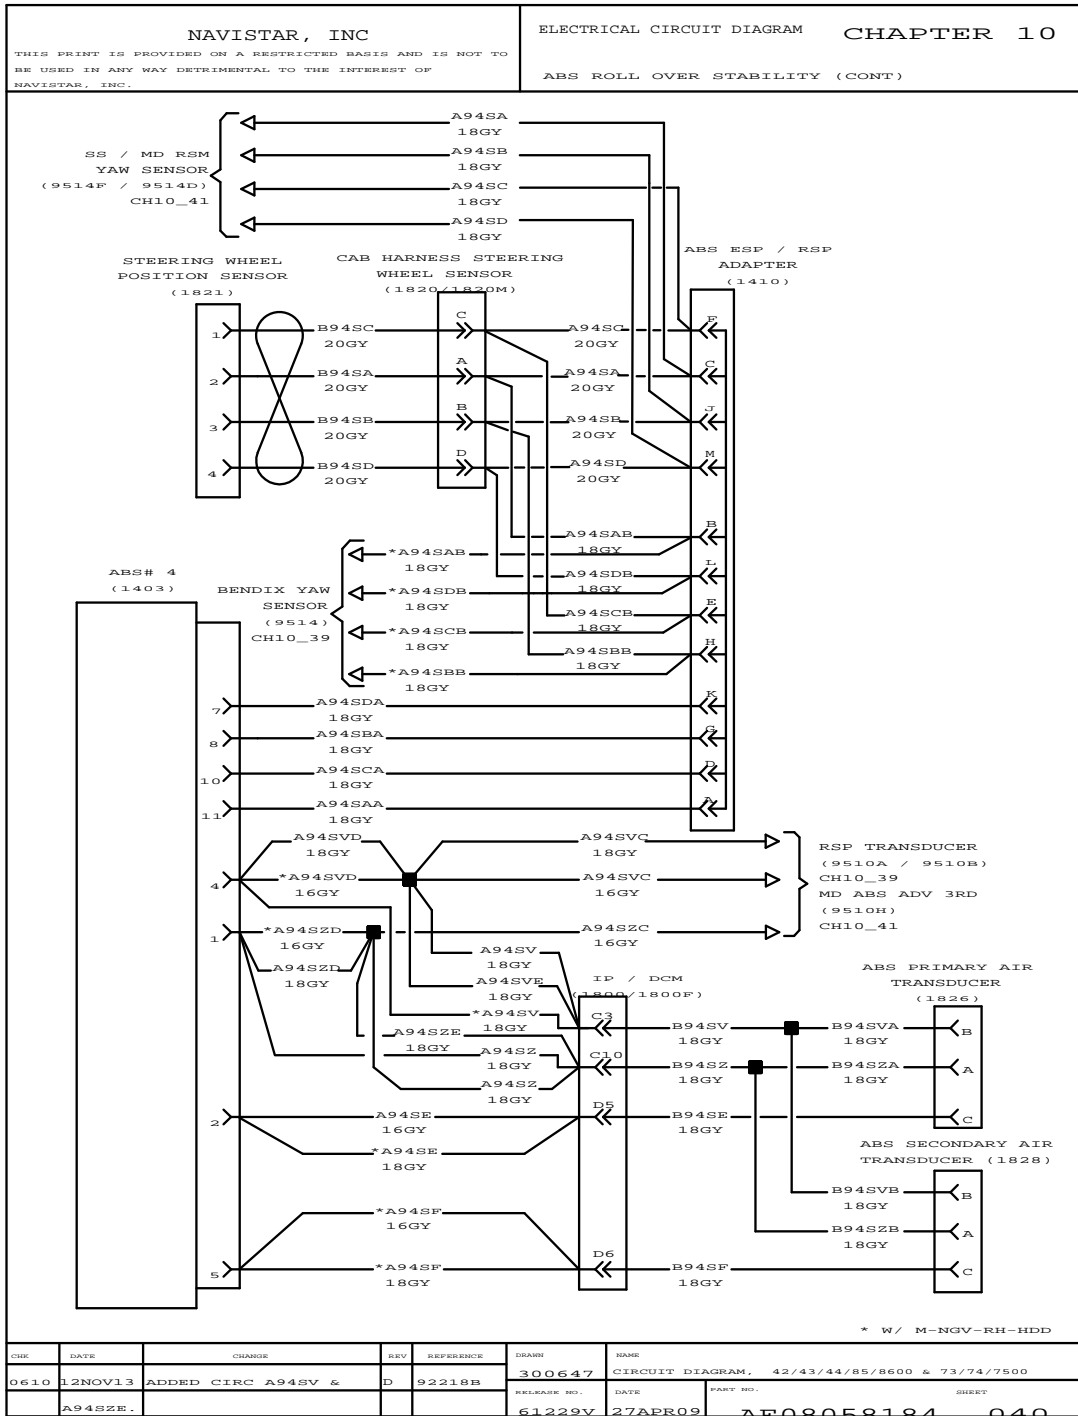 NAVISTAR, INC
THIS PRINT IS PROVIDED ON A RESTRICTED BASIS AND IS NOT TO
BE USED IN ANY WAY DETRIMENTAL TO THE INTEREST OF
NAVISTAR, INC.
ELECTRICAL CIRCUIT DIAGRAM
CHAPTER 10
ABS ROLL OVER STABILITY (CONT)
A94SA
18GY
A94SB
18GY
A94SC
18GY
A94SD
18GY
SS / MD RSM
YAW SENSOR
(9514F / 9514D)
CH10_41
STEERING WHEEL
POSITION SENSOR
(1821)
CAB HARNESS STEERING
WHEEL SENSOR
(1820/1820M)
ABS ESP / RSP
ADAPTER
(1410)
1
B94SC
20GY
C
A94SC
20GY
F
2
B94SA
20GY
A
A94SA
20GY
C
3
B94SB
20GY
B
A94SB
20GY
J
4
B94SD
20GY
D
A94SD
20GY
M
A94SAB
18GY
B
*A94SAB
18GY
A94SDB
18GY
L
*A94SDB
18GY
A94SCB
18GY
E
*A94SCB
18GY
A94SBB
18GY
H
*A94SBB
18GY
BENDIX YAW
SENSOR
(9514)
CH10_39
ABS# 4
(1403)
7
A94SDA
18GY
K
8
A94SBA
18GY
G
10
A94SCA
18GY
D
11
A94SAA
18GY
A
A94SVD
18GY
A94SVC
18GY
4
*A94SVD
16GY
A94SVC
16GY
1
*A94SZD
16GY
A94SZC
16GY
A94SZD
18GY
RSP TRANSDUCER
(9510A / 9510B)
CH10_39
MD ABS ADV 3RD
(9510H)
CH10_41
A94SV
18GY
A94SVE
18GY
*A94SV
18GY
A94SZE
18GY
A94SZ
18GY
A94SZ
18GY
IP / DCM
(1800/1800F)
C3
B94SV
18GY
B94SVA
18GY
B
C10
B94SZ
18GY
B94SZA
18GY
A
ABS PRIMARY AIR
TRANSDUCER
(1826)
2
A94SE
16GY
*A94SE
18GY
D5
B94SE
18GY
C
ABS SECONDARY AIR
TRANSDUCER (1828)
B94SVB
18GY
B
B94SZB
18GY
A
*A94SF
16GY
5
*A94SF
18GY
D6
B94SF
18GY
C
* W/ M-NGV-RH-HDD
CHK DATE CHANGE REV REFERENCE
0610 12NOV13 ADDED CIRC A94SV & D 92218B
A94SZE.
DRAWN
300647
NAME
CIRCUIT DIAGRAM, 42/43/44/85/8600 & 73/74/7500
RELEASE NO.
61229V
DATE
27APR09
PART NO.
AF08058184
SHEET
040